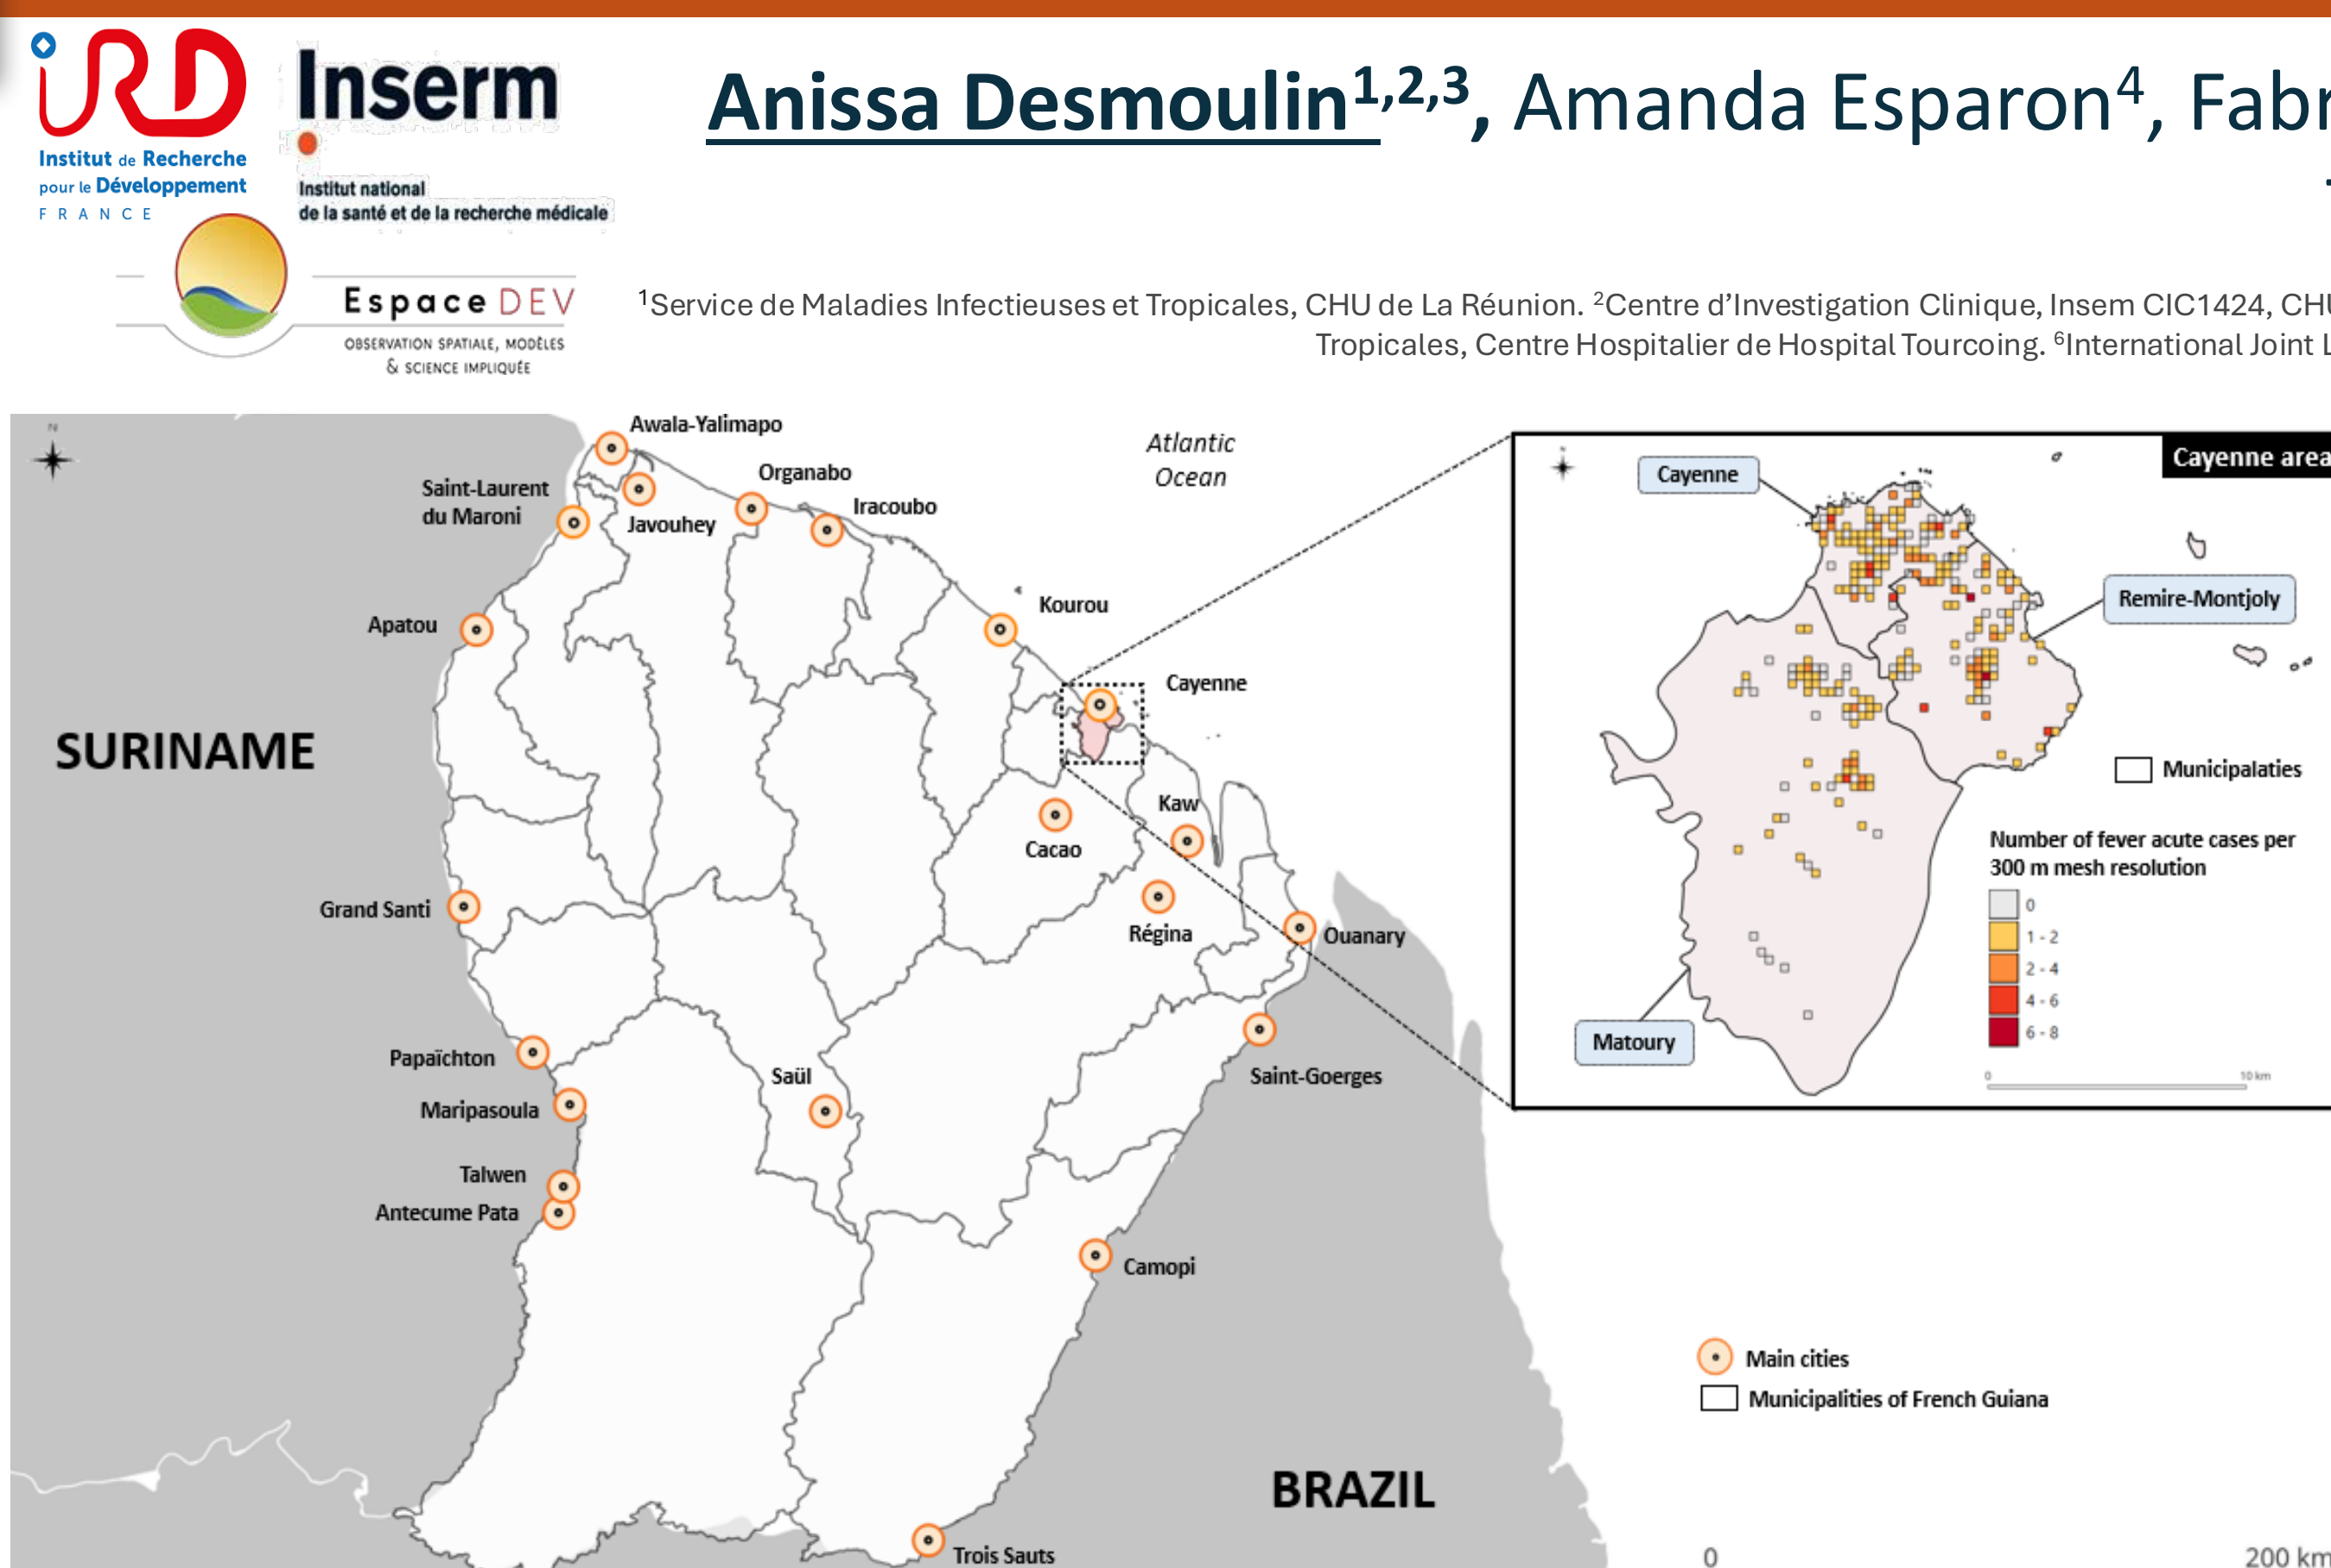 iRD
Institut de Recherche
pour le Développement
FRANCE
Inserm
Institut national
de la santé et de la recherche médicale
Espace DEV
OBSERVATION SPATIALE, MODÈLES
& SCIENCE IMPLIQUÉE
Anissa Desmoulin1,2,3, Amanda Esparon4, Fabr
1Service de Maladies Infectieuses et Tropicales, CHU de La Réunion. 2Centre d'Investigation Clinique, Insem CIC1424, CHU
Tropicales, Centre Hospitalier de Hospital Tourcoing. 6International Joint L
N
Awala-Yalimapo
Atlantic
Ocean
Organabo
Saint-Laurent
du Maroni
Javouhey
Iracoubo
Apatou
Kourou
Cayenne
SURINAME
Kaw
Cacao
Grand Santi
Régina
Ouanary
Papaïchton
Saül
Saint-Goerges
Maripasoula
Talwen
Antecume Pata
Camopi
BRAZIL
Trois Sauts
Cayenne area
Cayenne
Remire-Montjoly
Matoury
Municipalaties
Number of fever acute cases per
300 m mesh resolution
0
1 - 2
2 - 4
4 - 6
6 - 8
0 10 km
Main cities
Municipalities of French Guiana
0 200 km